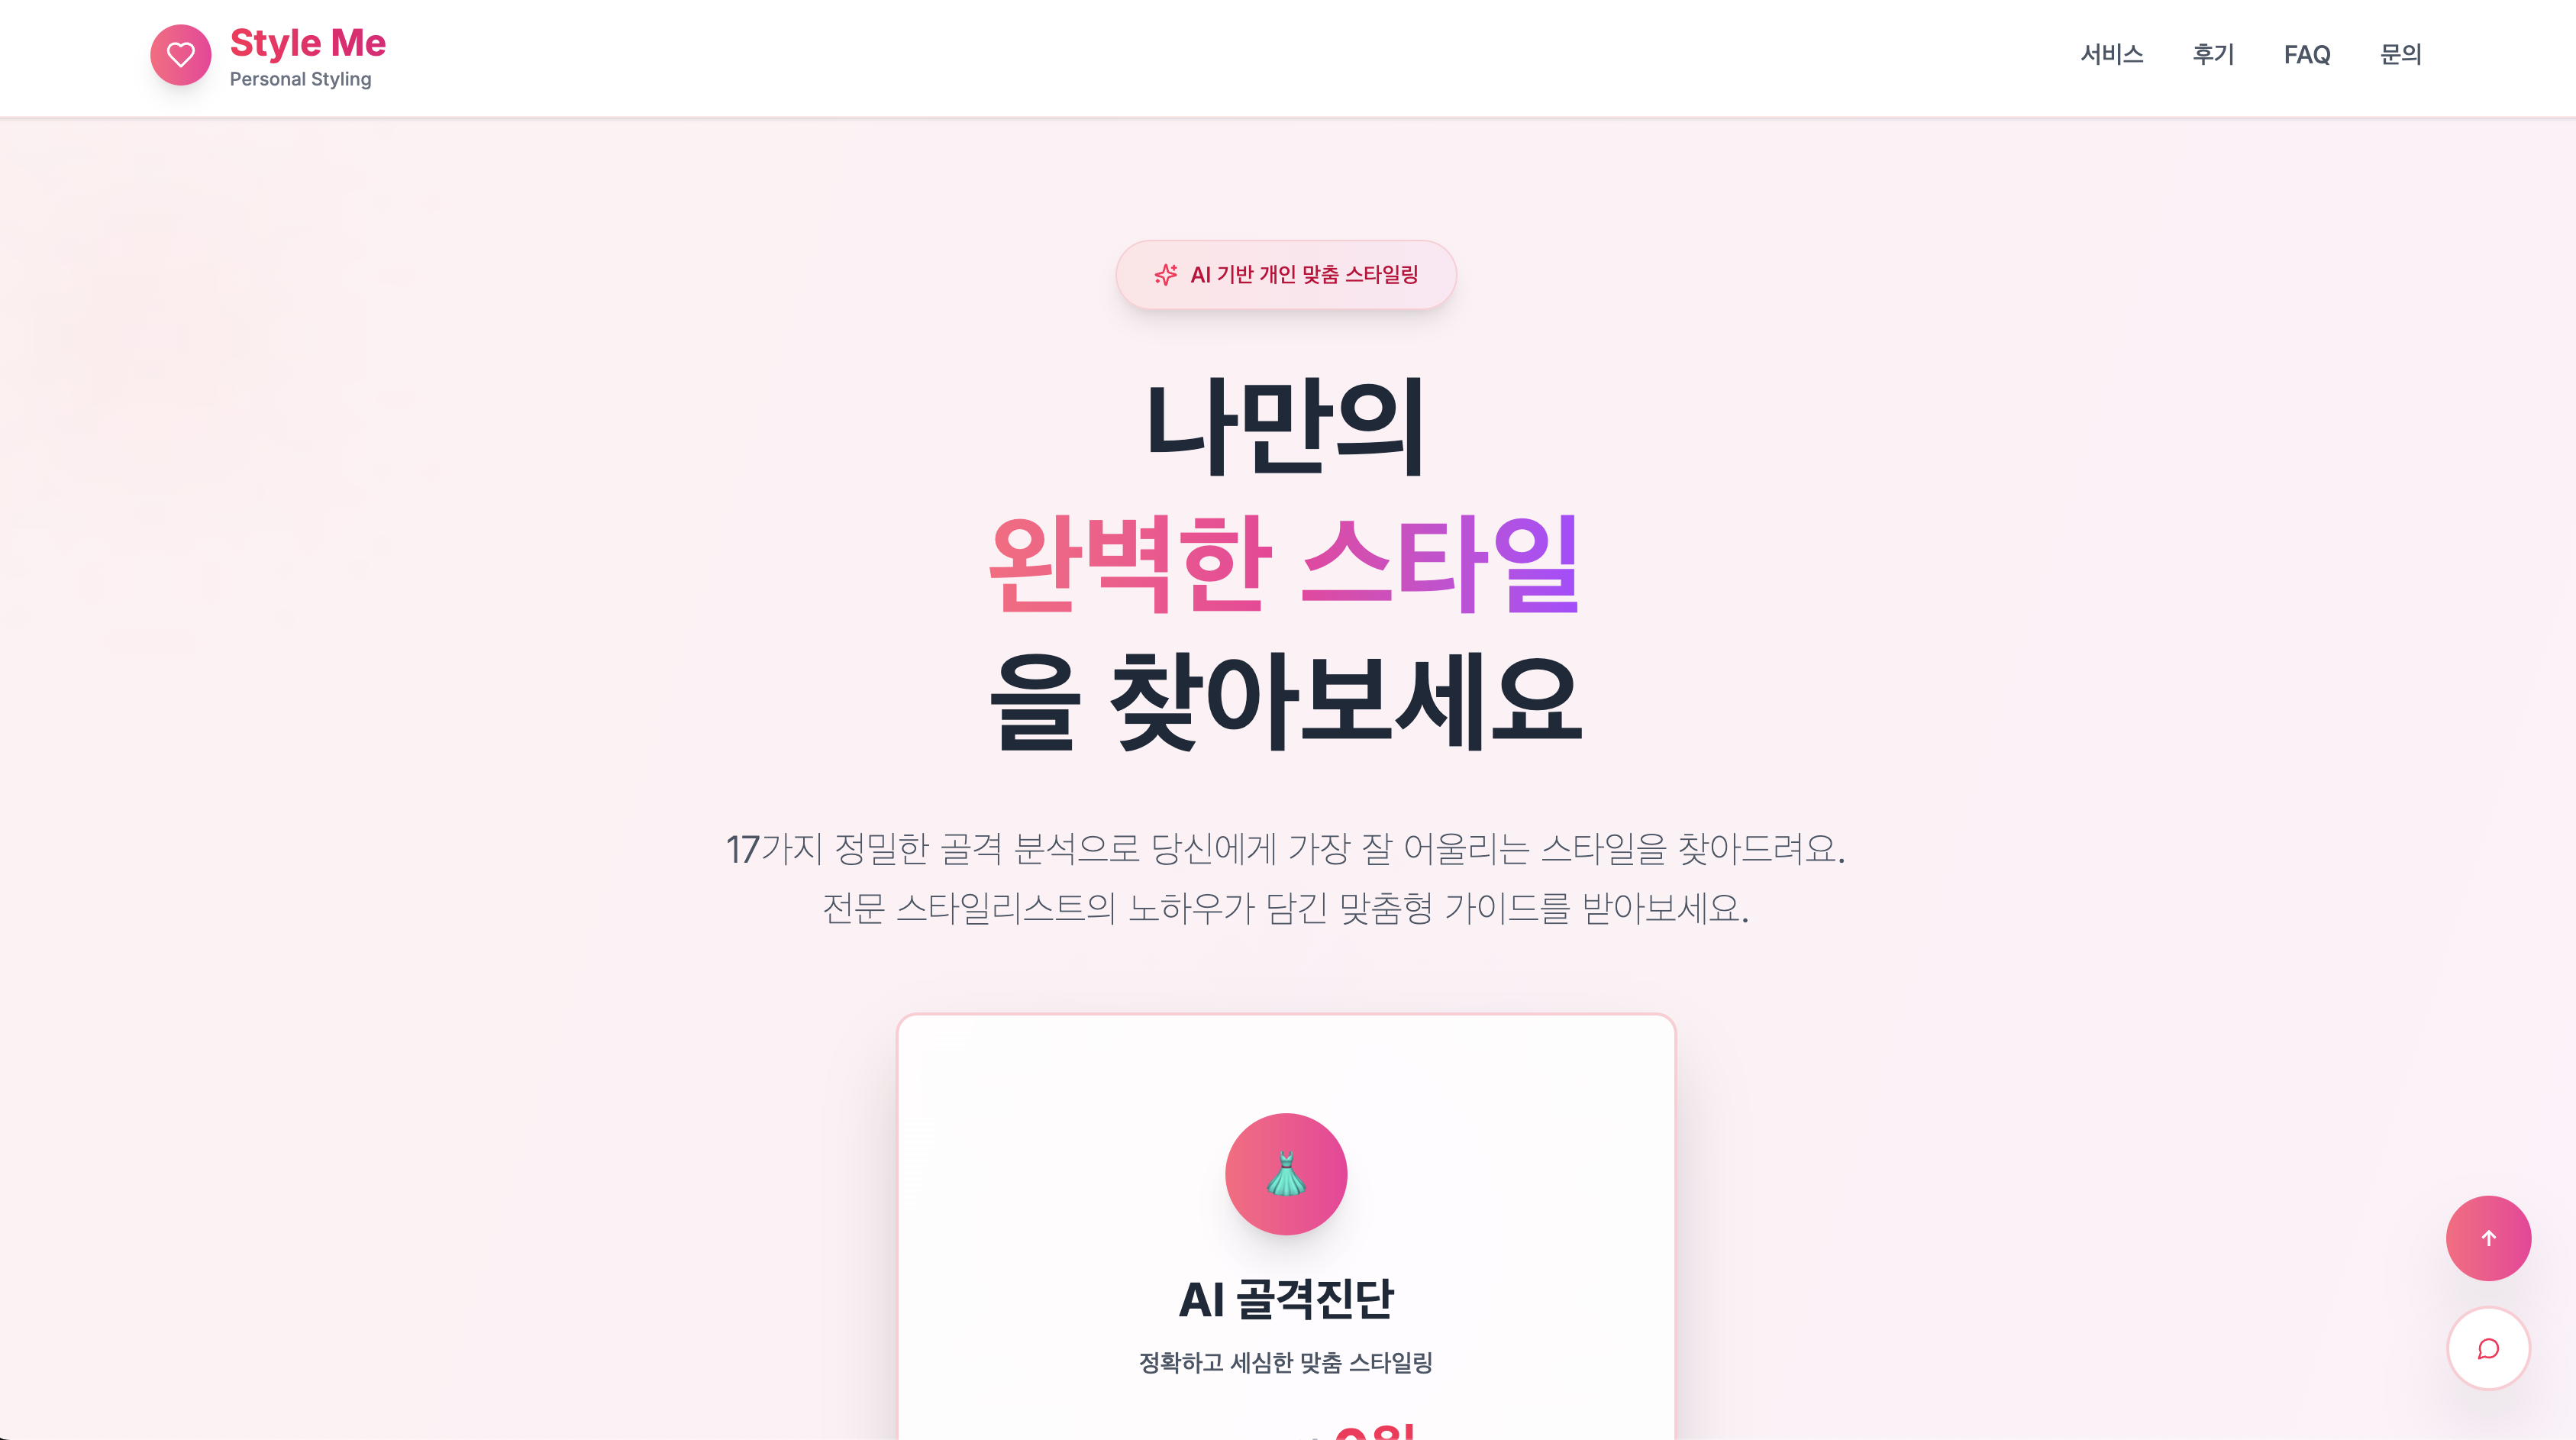 Style Me
Personal Styling
서비스 후기 FAQ 문의
AI 기반 개인 맞춤 스타일링
나만의
완벽한 스타일
을 찾아보세요
17가지 정밀한 골격 분석으로 당신에게 가장 잘 어울리는 스타일을 찾아드려요.
전문 스타일리스트의 노하우가 담긴 맞춤형 가이드를 받아보세요.
AI 골격진단
정확하고 세심한 맞춤 스타일링